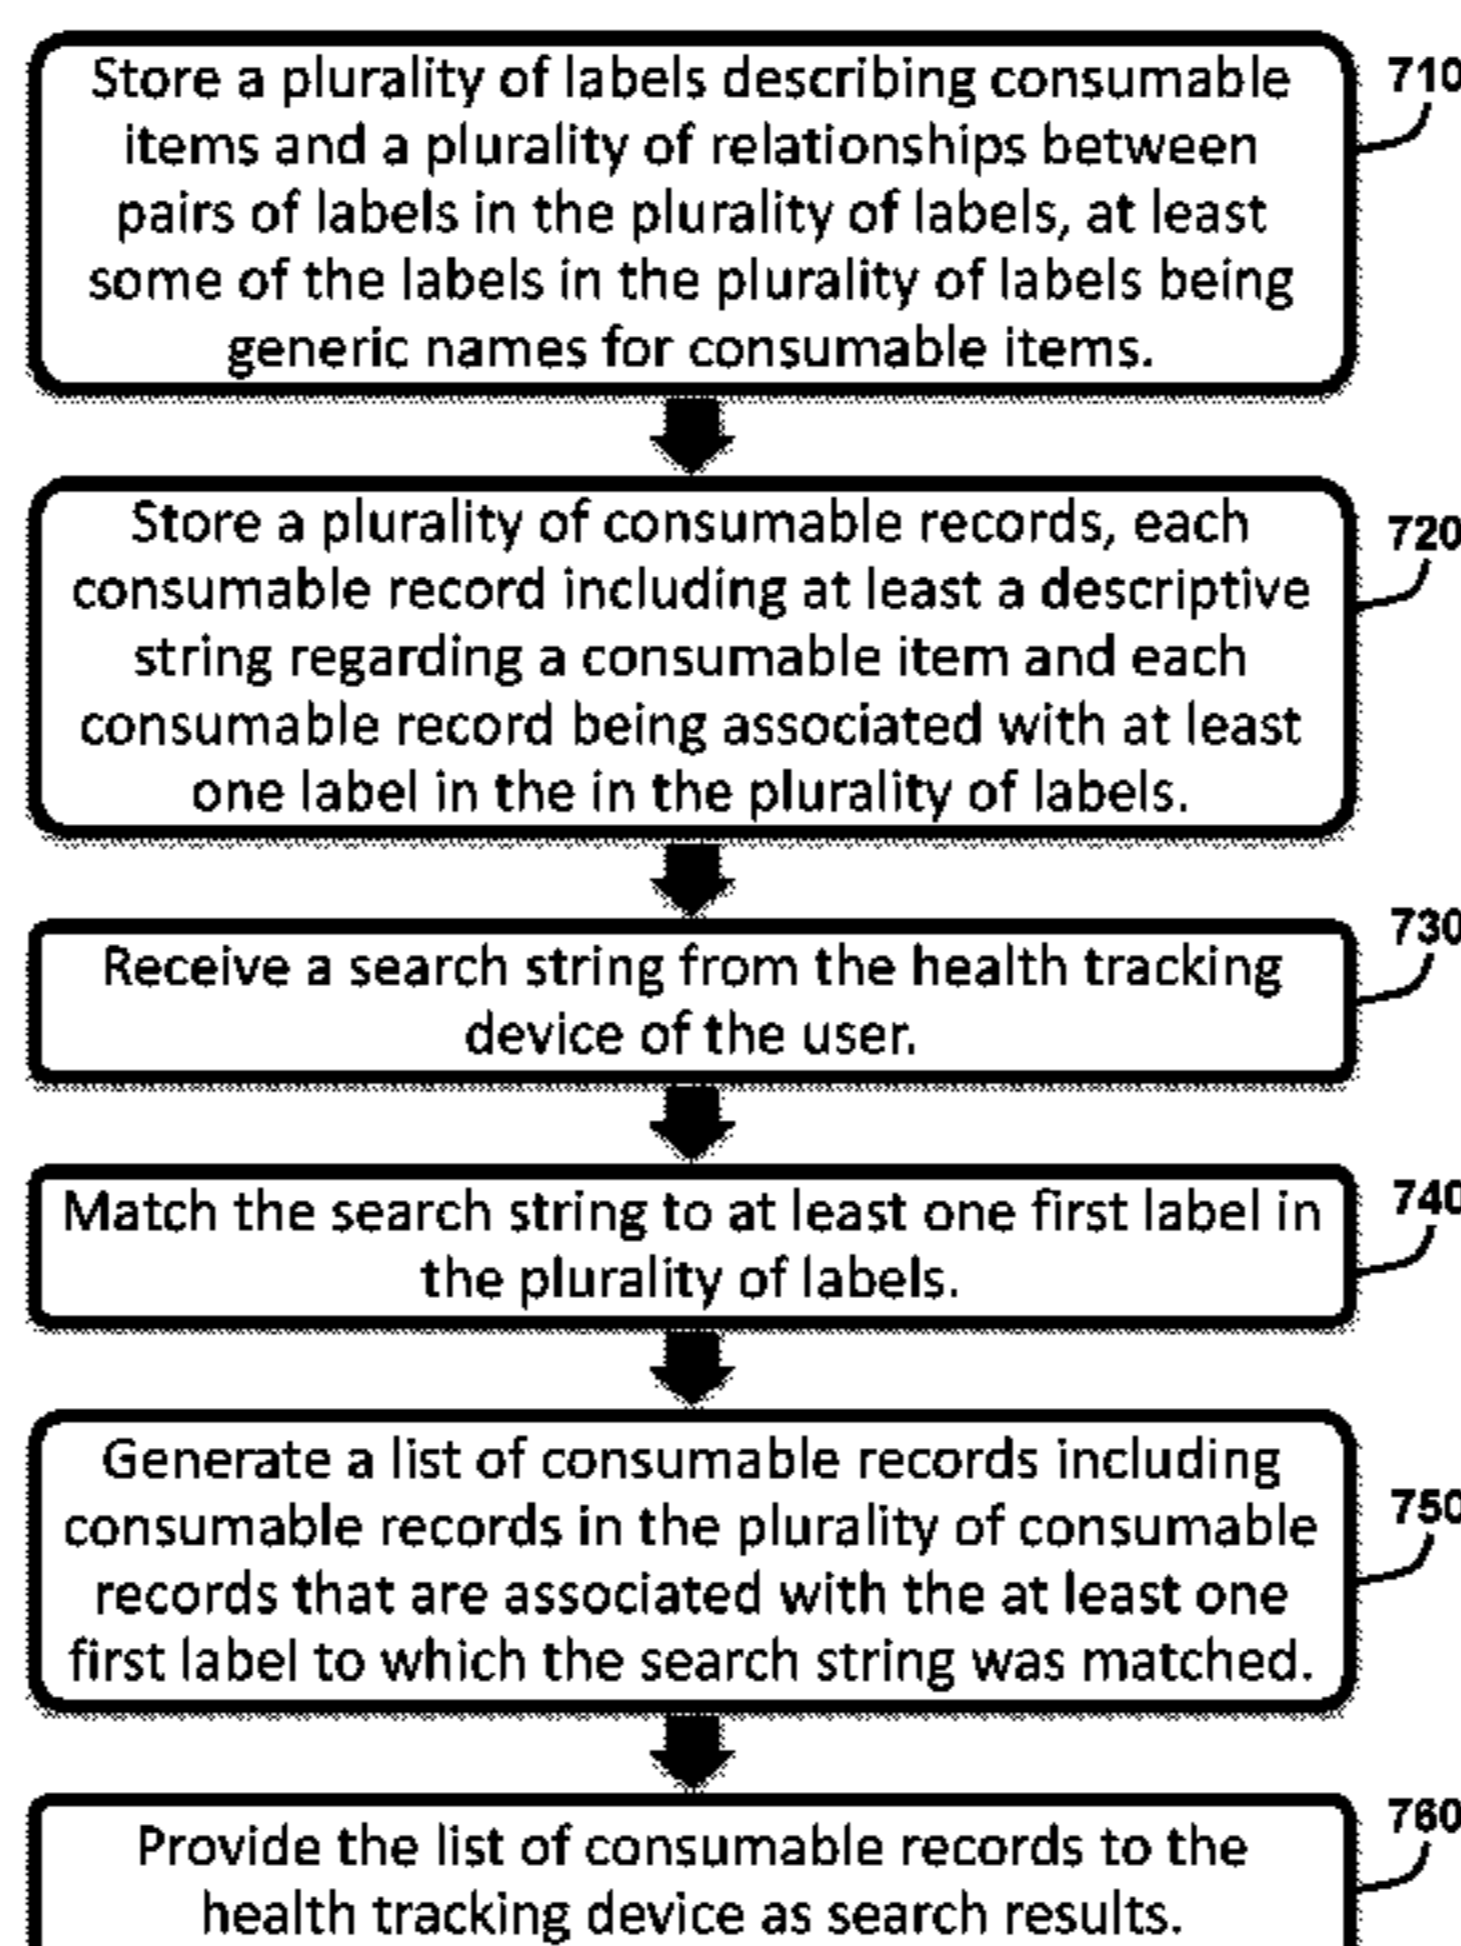 Store a plurality of labels describing consumable
items and a plurality of relationships between
pairs of labels in the plurality of labels, at least
some of the labels in the plurality of labels being
generic names for consumable items.
710
Store a plurality of consumable records, each
consumable record including at least a descriptive
string regarding a consumable item and each
consumable record being associated with at least
one label in the in the plurality of labels.
720
Receive a search string from the health tracking
device of the user.
730
Match the search string to at least one first label in
the plurality of labels.
740
Generate a list of consumable records including
consumable records in the plurality of consumable
records that are associated with the at least one
first label to which the search string was matched.
750
Provide the list of consumable records to the
health tracking device as search results.
760